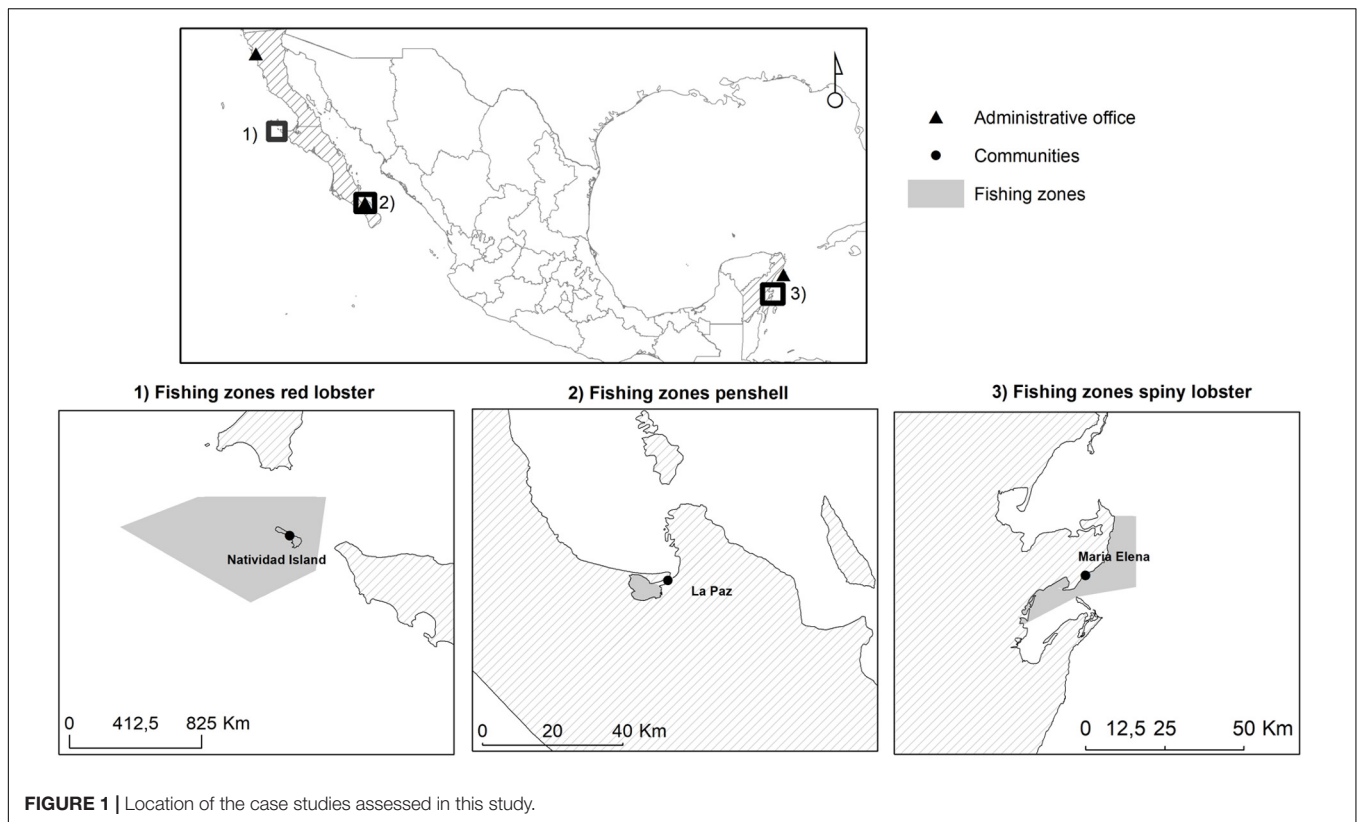 1)
2)
3)
Administrative office
Communities
Fishing zones
1) Fishing zones red lobster
Natividad Island
0 412,5 825 Km
2) Fishing zones penshell
La Paz
0 20 40 Km
3) Fishing zones spiny lobster
María Elena
0 12,5 25 50 Km
FIGURE 1 | Location of the case studies assessed in this study.